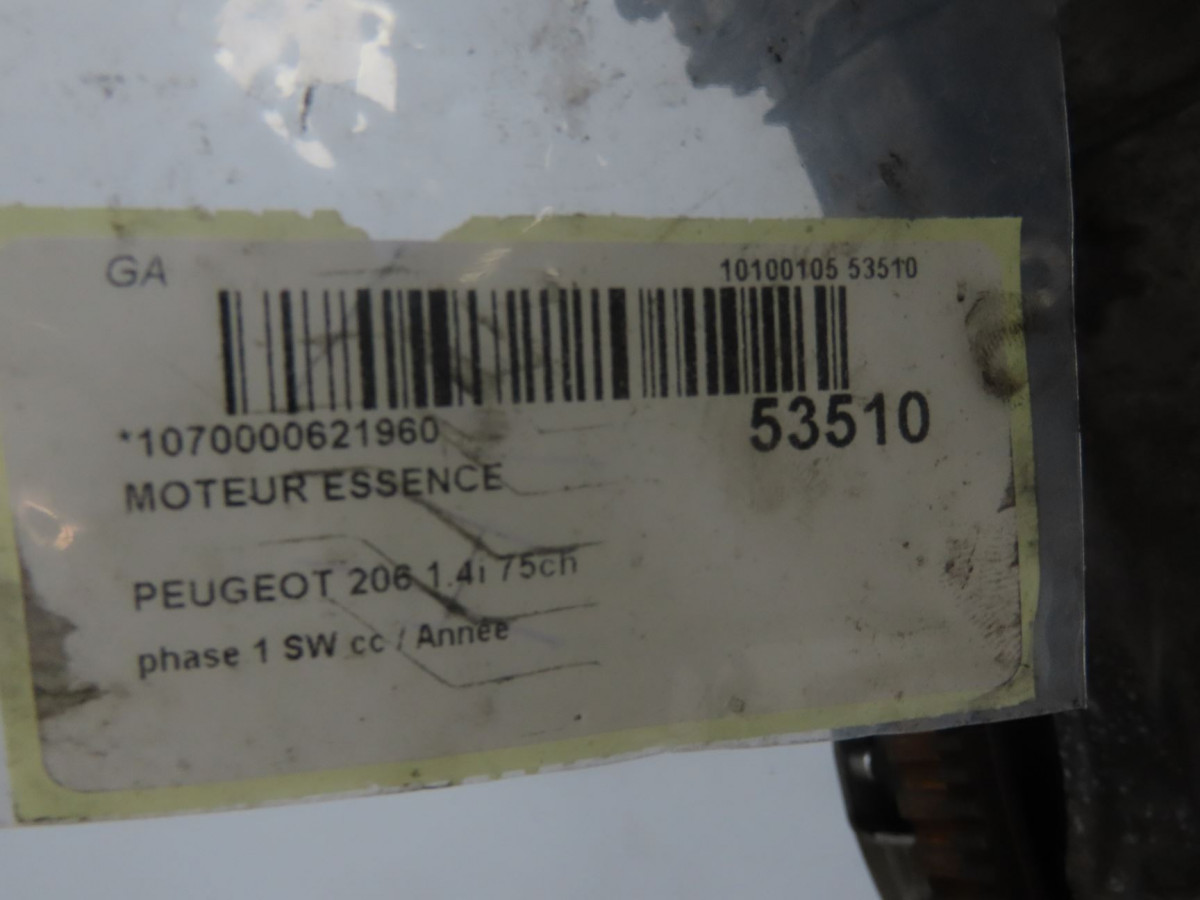 GA
10100105 53510
*1070000621960
53510
MOTEUR ESSENCE
PEUGEOT 206 1.4i 75ch
phase 1 SW cc / Année